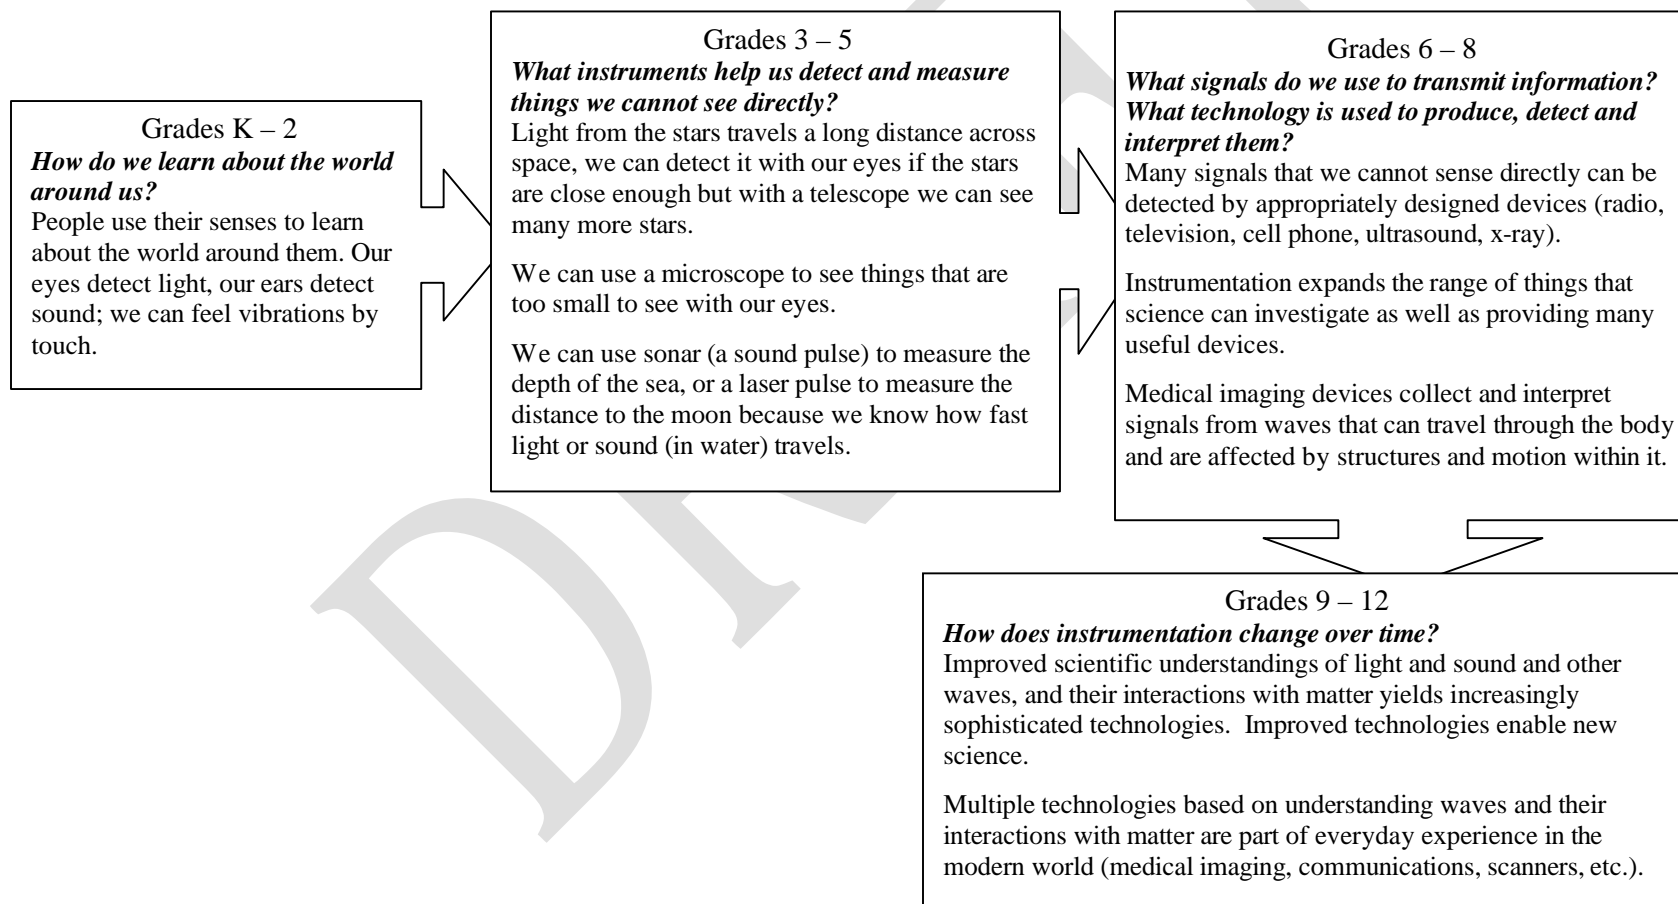 Grades K – 2
How do we learn about the world
around us?
People use their senses to learn
about the world around them. Our
eyes detect light, our ears detect
sound; we can feel vibrations by
touch.
Grades 3 – 5
What instruments help us detect and measure
things we cannot see directly?
Light from the stars travels a long distance across
space, we can detect it with our eyes if the stars
are close enough but with a telescope we can see
many more stars.
We can use a microscope to see things that are
too small to see with our eyes.
We can use sonar (a sound pulse) to measure the
depth of the sea, or a laser pulse to measure the
distance to the moon because we know how fast
light or sound (in water) travels.
Grades 6 – 8
What signals do we use to transmit information?
What technology is used to produce, detect and
interpret them?
Many signals that we cannot sense directly can be
detected by appropriately designed devices (radio,
television, cell phone, ultrasound, x-ray).
Instrumentation expands the range of things that
science can investigate as well as providing many
useful devices.
Medical imaging devices collect and interpret
signals from waves that can travel through the body
and are affected by structures and motion within it.
Grades 9 – 12
How does instrumentation change over time?
Improved scientific understandings of light and sound and other
waves, and their interactions with matter yields increasingly
sophisticated technologies.  Improved technologies enable new
science.
Multiple technologies based on understanding waves and their
interactions with matter are part of everyday experience in the
modern world (medical imaging, communications, scanners, etc.).